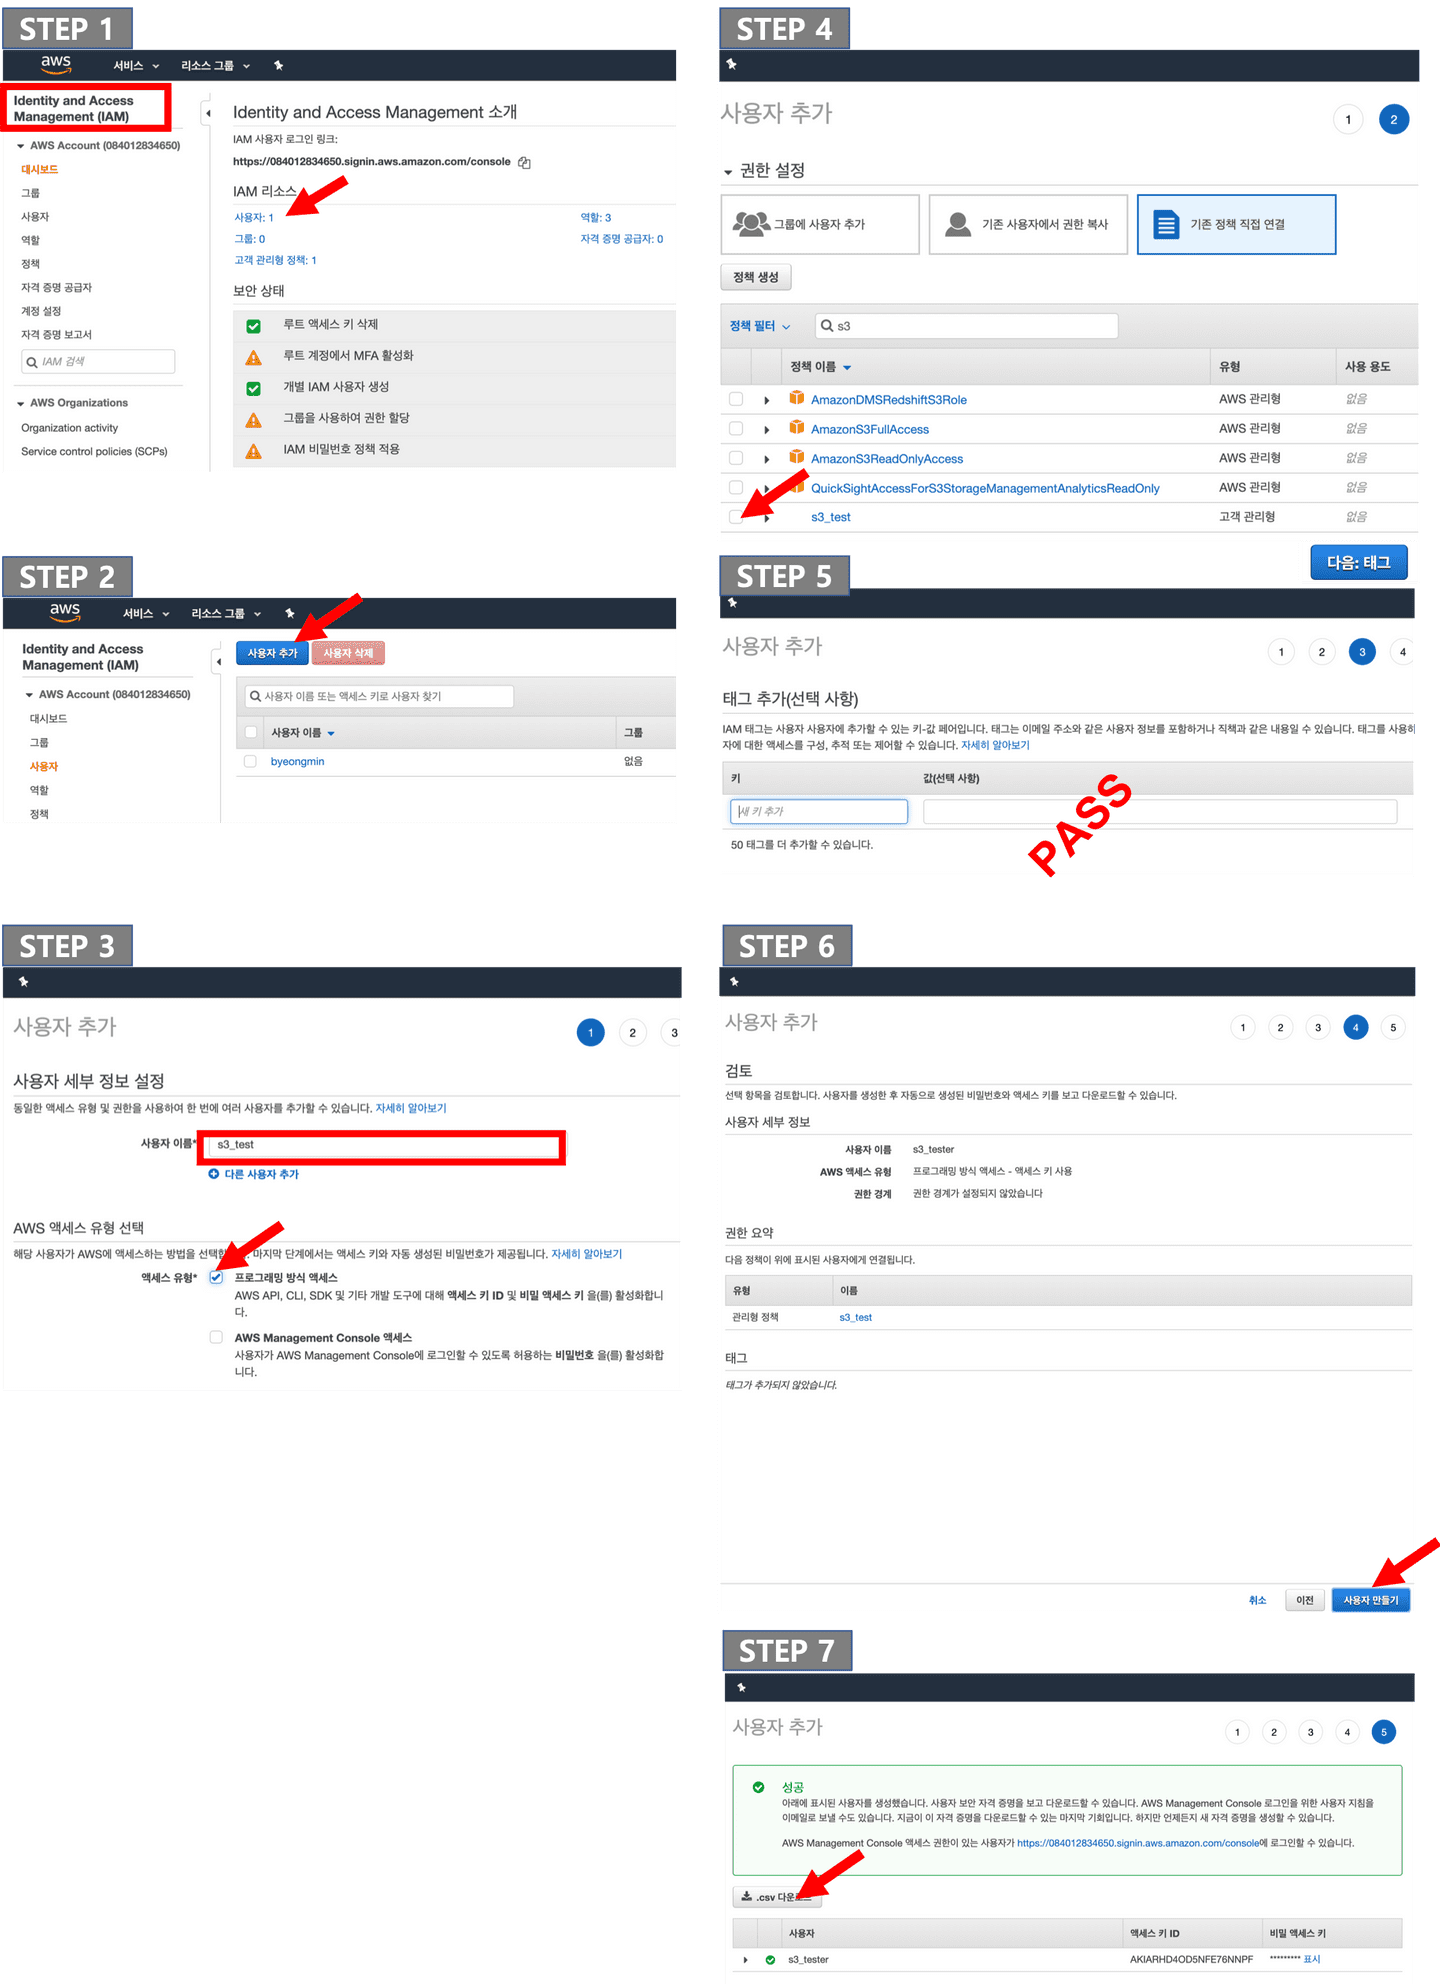 STEP 1
aws 서비스 리소스 그룹
Identity and Access
Management (IAM)
AWS Account (084012834650)
대시보드
그룹
사용자
역할
정책
자격 증명 공급자
계정 설정
자격 증명 보고서
IAM 검색
AWS Organizations
Organization activity
Service control policies (SCPs)
Identity and Access Management 소개
IAM 사용자 로그인 링크:
https://084012834650.signin.aws.amazon.com/console
IAM 리소스
사용자: 1 역할: 3
그룹: 0 자격 증명 공급자: 0
고객 관리형 정책: 1
보안 상태
루트 액세스 키 삭제
루트 계정에서 MFA 활성화
개별 IAM 사용자 생성
그룹을 사용하여 권한 할당
IAM 비밀번호 정책 적용
STEP 2
aws 서비스 리소스 그룹
Identity and Access
Management (IAM)
AWS Account (084012834650)
대시보드
그룹
사용자
역할
정책
사용자 추가 사용자 삭제
사용자 이름 또는 액세스 키로 사용자 찾기
사용자 이름 그룹
byeongmin 없음
STEP 3
사용자 추가 1 2 3
사용자 세부 정보 설정
동일한 액세스 유형 및 권한을 사용하여 한 번에 여러 사용자를 추가할 수 있습니다. 자세히 알아보기
사용자 이름* s3_test
다른 사용자 추가
AWS 액세스 유형 선택
해당 사용자가 AWS에 액세스하는 방법을 마지막 단계에서는 액세스 키와 자동 생성된 비밀번호가 제공됩니다. 자세히 알아보기
액세스 유형* 프로그래밍 방식 액세스
AWS API, CLI, SDK 및 기타 개발 도구에 대해 액세스 키 ID 및 비밀 액세스 키 을(를) 활성화합니
다.
AWS Management Console 액세스
사용자가 AWS Management Console에 로그인할 수 있도록 허용하는 비밀번호 을(를) 활성화합
니다.
STEP 4
사용자 추가 1 2
권한 설정
그룹에 사용자 추가 기존 사용자에서 권한 복사 기존 정책 직접 연결
정책 생성
정책 필터 s3
정책 이름 유형 사용 용도
AmazonDMSRedshiftS3Role AWS 관리형 없음
AmazonS3FullAccess AWS 관리형 없음
AmazonS3ReadOnlyAccess AWS 관리형 없음
QuickSightAccessForS3StorageManagementAnalyticsReadOnly AWS 관리형 없음
s3_test 고객 관리형 없음
다음: 태그
STEP 5
사용자 추가 1 2 3 4
태그 추가(선택 사항)
IAM 태그는 사용자 사용자에 추가할 수 있는 키-값 페어입니다. 태그는 이메일 주소와 같은 사용자 정보를 포함하거나 직책과 같은 내용일 수 있습니다. 태그를 사용하
자에 대한 액세스를 구성, 추적 또는 제어할 수 있습니다. 자세히 알아보기
키 값(선택 사항)
새 키 추가
50 태그를 더 추가할 수 있습니다.
PASS
STEP 6
사용자 추가 1 2 3 4 5
검토
선택 항목을 검토합니다. 사용자를 생성한 후 자동으로 생성된 비밀번호와 액세스 키를 보고 다운로드할 수 있습니다.
사용자 세부 정보
사용자 이름 s3_tester
AWS 액세스 유형 프로그래밍 방식 액세스 - 액세스 키 사용
권한 경계 권한 경계가 설정되지 않았습니다
권한 요약
다음 정책이 위에 표시된 사용자에게 연결됩니다.
유형 이름
관리형 정책 s3_test
태그
태그가 추가되지 않았습니다.
취소 이전 사용자 만들기
STEP 7
사용자 추가 1 2 3 4 5
성공
아래에 표시된 사용자를 생성했습니다. 사용자 보안 자격 증명을 보고 다운로드할 수 있습니다. AWS Management Console 로그인을 위한 사용자 지침을
이메일로 보낼 수도 있습니다. 지금이 이 자격 증명을 다운로드할 수 있는 마지막 기회입니다. 하지만 언제든지 새 자격 증명을 생성할 수 있습니다.
AWS Management Console 액세스 권한이 있는 사용자가 https://084012834650.signin.aws.amazon.com/console에 로그인할 수 있습니다.
.csv 다운로드
사용자 액세스 키 ID 비밀 액세스 키
s3_tester AKIARHD4OD5NFE76NNPF ********* 표시